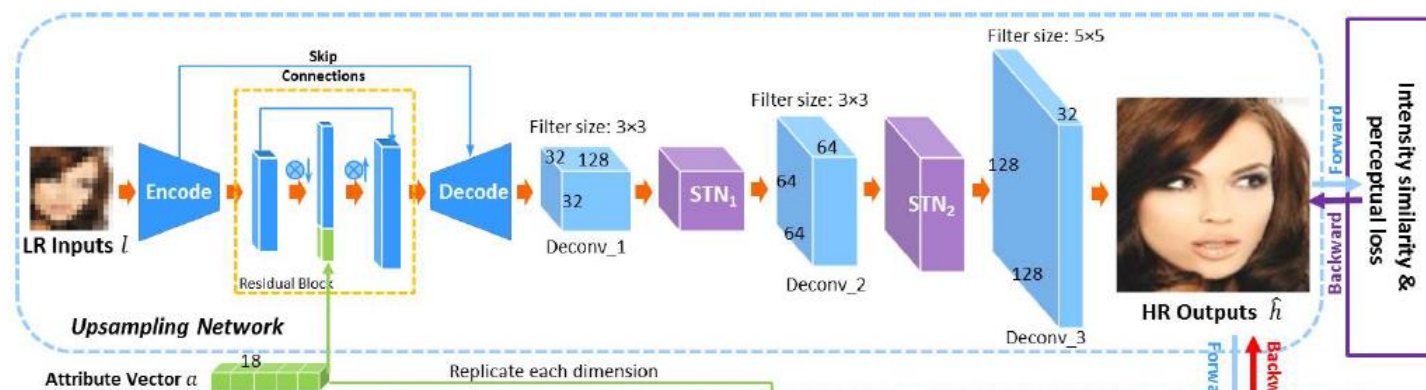 Filter size: 5×5
Skip
Connections
Filter size: 3×3
Filter size: 3×3
32
64
32 128
128
Encode
Decode
STN₁
64
STN₂
32
64
128
LR Inputs l
Deconv_1
Residual Block
Deconv_2
HR Outputs ĥ
Upsampling Network
Deconv_3
Forward
Backward
Intensity similarity &
perceptual loss
18
Attribute Vector a
Replicate each dimension